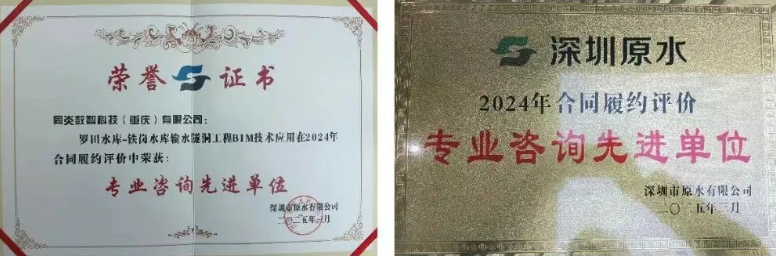 荣誉证书
同炎数智科技（重庆）有限公司：
罗田水库-铁岗水库输水隧洞工程BIM技术应用在2024年
合同履约评价中荣获：
专业咨询先进单位
深圳市原水有限公司
二〇二五年三月
深圳原水
2024年合同履约评价
专业咨询先进单位
深圳市原水有限公司
二〇二五年三月